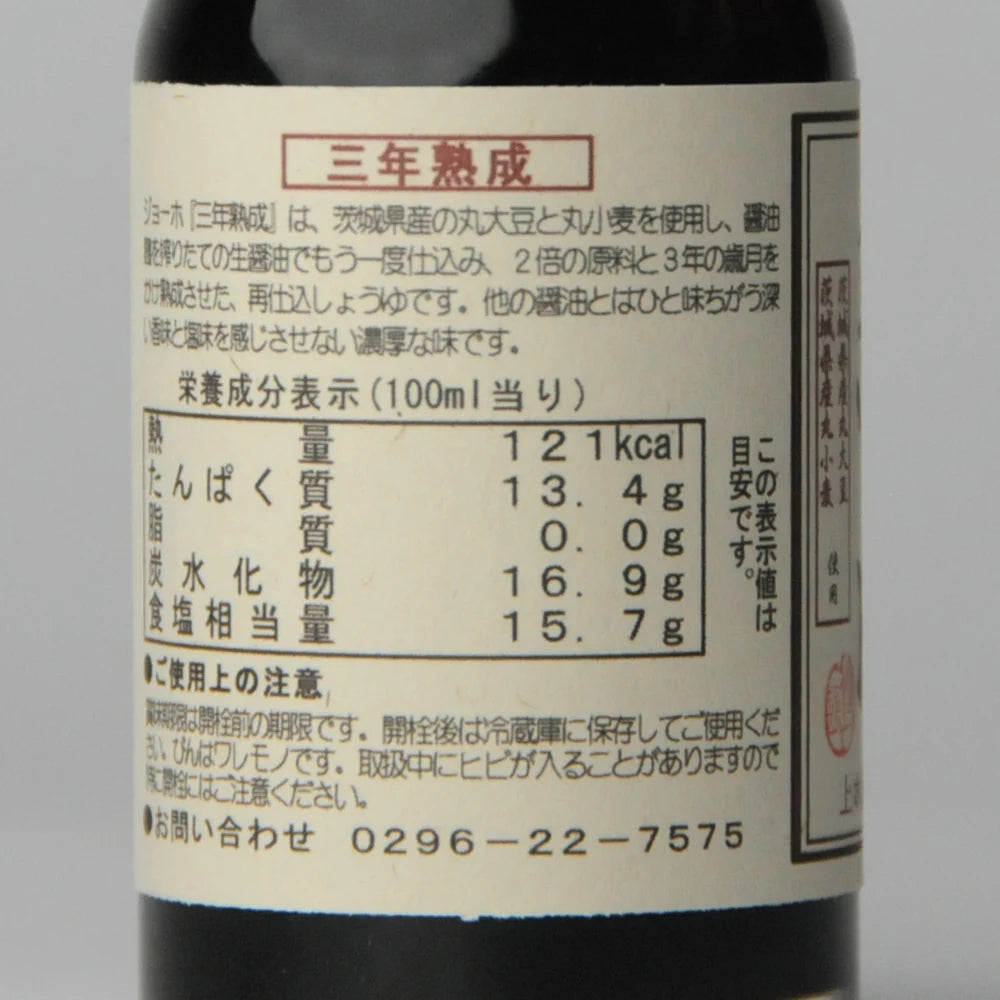 三年熟成
ジョーホ『三年熟成』は、茨城県産の丸大豆と丸小麦を使用し、醤油
を搾りたての生醤油でもう一度仕込み、2倍の原料と3年の歳月を
かけ熟成させた、再仕込しょうゆです。他の醤油とはひと味ちがう深
い香味と塩味を感じさせない濃厚な味です。
栄養成分表示(100ml当り)
熱量 121kcal
たんぱく質 13.4g
脂質 0.0g
炭水化物 16.9g
食塩相当量 15.7g
この表示値は
目安です。
●ご使用上の注意
賞味期限は開栓前の期限です。開栓後は冷蔵庫に保存してご使用くだ
さい。びんはワレモノです。取扱中にヒビが入ることがありますので
特に開栓にはご注意ください。
●お問い合わせ 0296-22-7575
茨城県産丸大豆
茨城県産丸小麦
使用
上